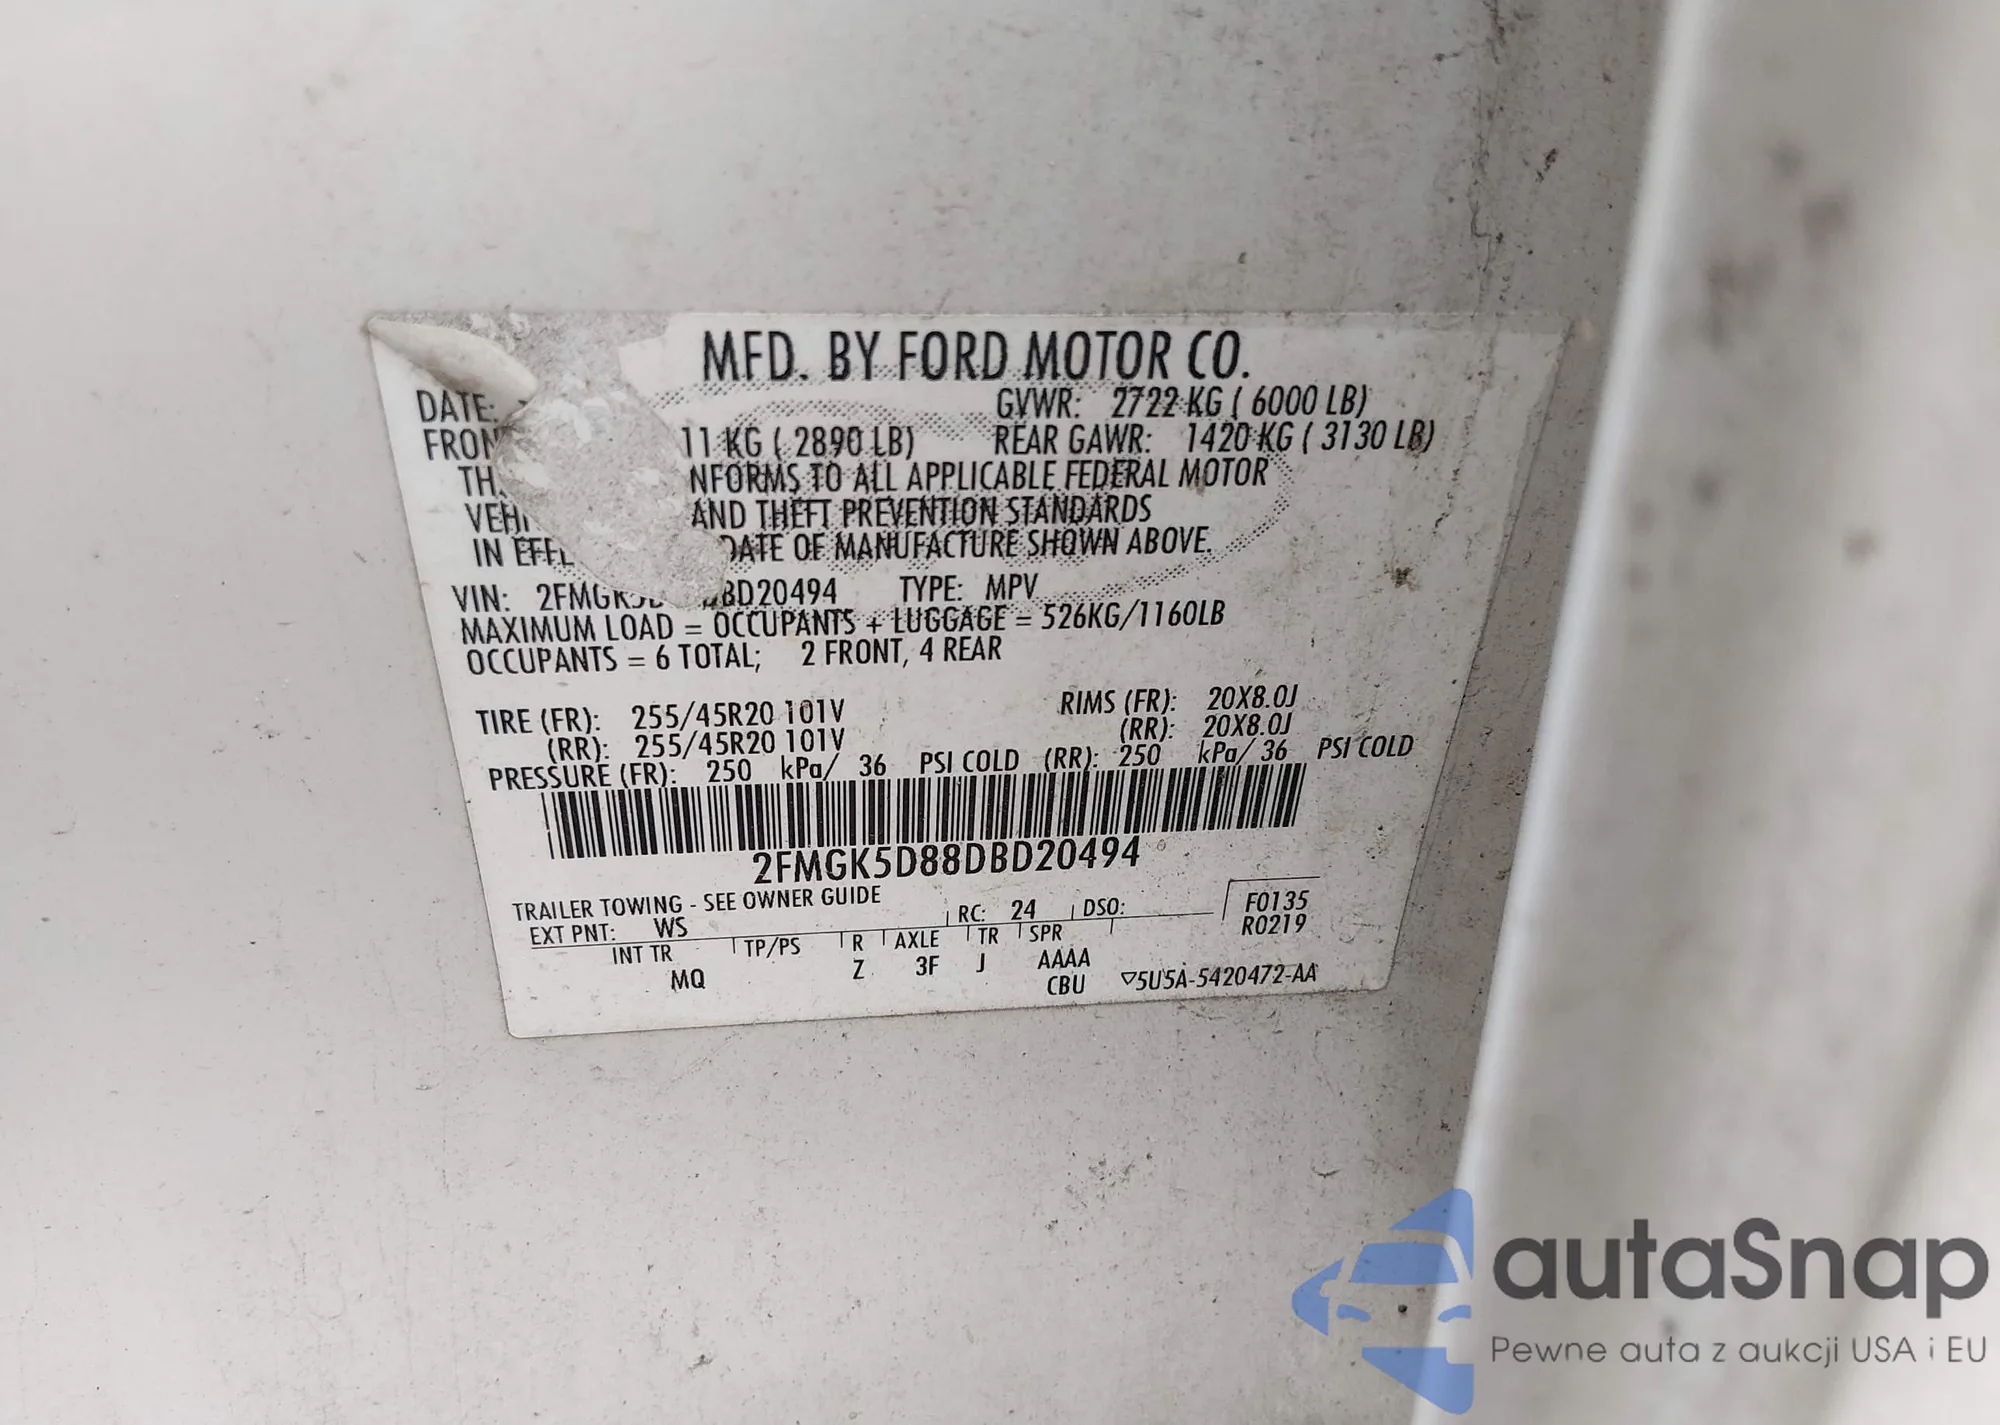 MFD. BY FORD MOTOR CO.
DATE: GVWR: 2722 KG ( 6000 LB)
11 KG ( 2890 LB) REAR GAWR: 1420 KG ( 3130 LB)
NFORMS TO ALL APPLICABLE FEDERAL MOTOR
AND THEFT PREVENTION STANDARDS
IN DATE OF MANUFACTURE SHOWN ABOVE.
VIN: BD20494 TYPE: MPV
MAXIMUM LOAD = OCCUPANTS + LUGGAGE = 526KG/1160LB
OCCUPANTS = 6 TOTAL; 2 FRONT, 4 REAR
TIRE (FR): 255/45R20 101V RIMS (FR): 20X8.0J
(RR): 255/45R20 101V (RR): 20X8.0J
PRESSURE (FR): 250 kPa/ 36 PSI COLD (RR): 250 kPa/ 36 PSI COLD
2FMGK5D88DBD20494
TRAILER TOWING - SEE OWNER GUIDE
EXT PNT: WS RC: 24 DSO: F0135
R0219
INT TR TP/PS R AXLE TR SPR
MQ Z 3F J AAAA
CBU ▽5U5A-5420472-AA
autaSnap
Pewne auta z aukcji USA i EU